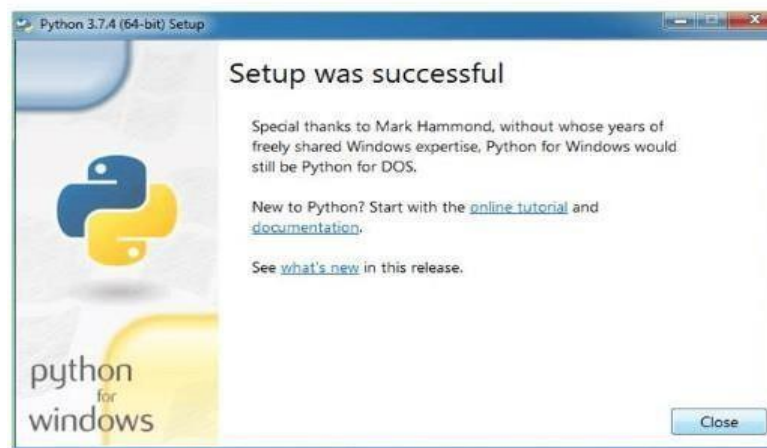 Python 3.7.4 (64-bit) Setup
Setup was successful
Special thanks to Mark Hammond, without whose years of
freely shared Windows expertise, Python for Windows would
still be Python for DOS.
New to Python? Start with the online tutorial and
documentation.
See what's new in this release.
python
for
windows
Close